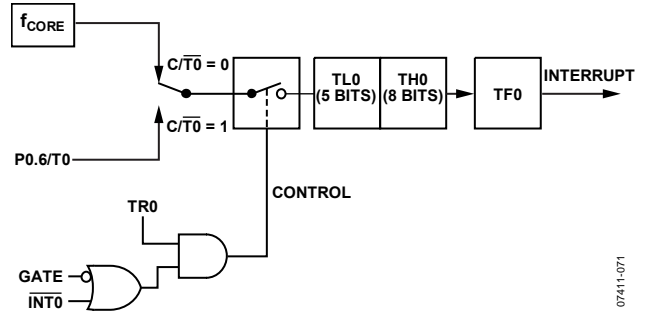 fCORE
C/T0̅ = 0
TL0
(5 BITS)
TH0
(8 BITS)
TF0
INTERRUPT
C/T0̅ = 1
P0.6/T0
CONTROL
TR0
GATE
I̅N̅T̅0̅
07411-071